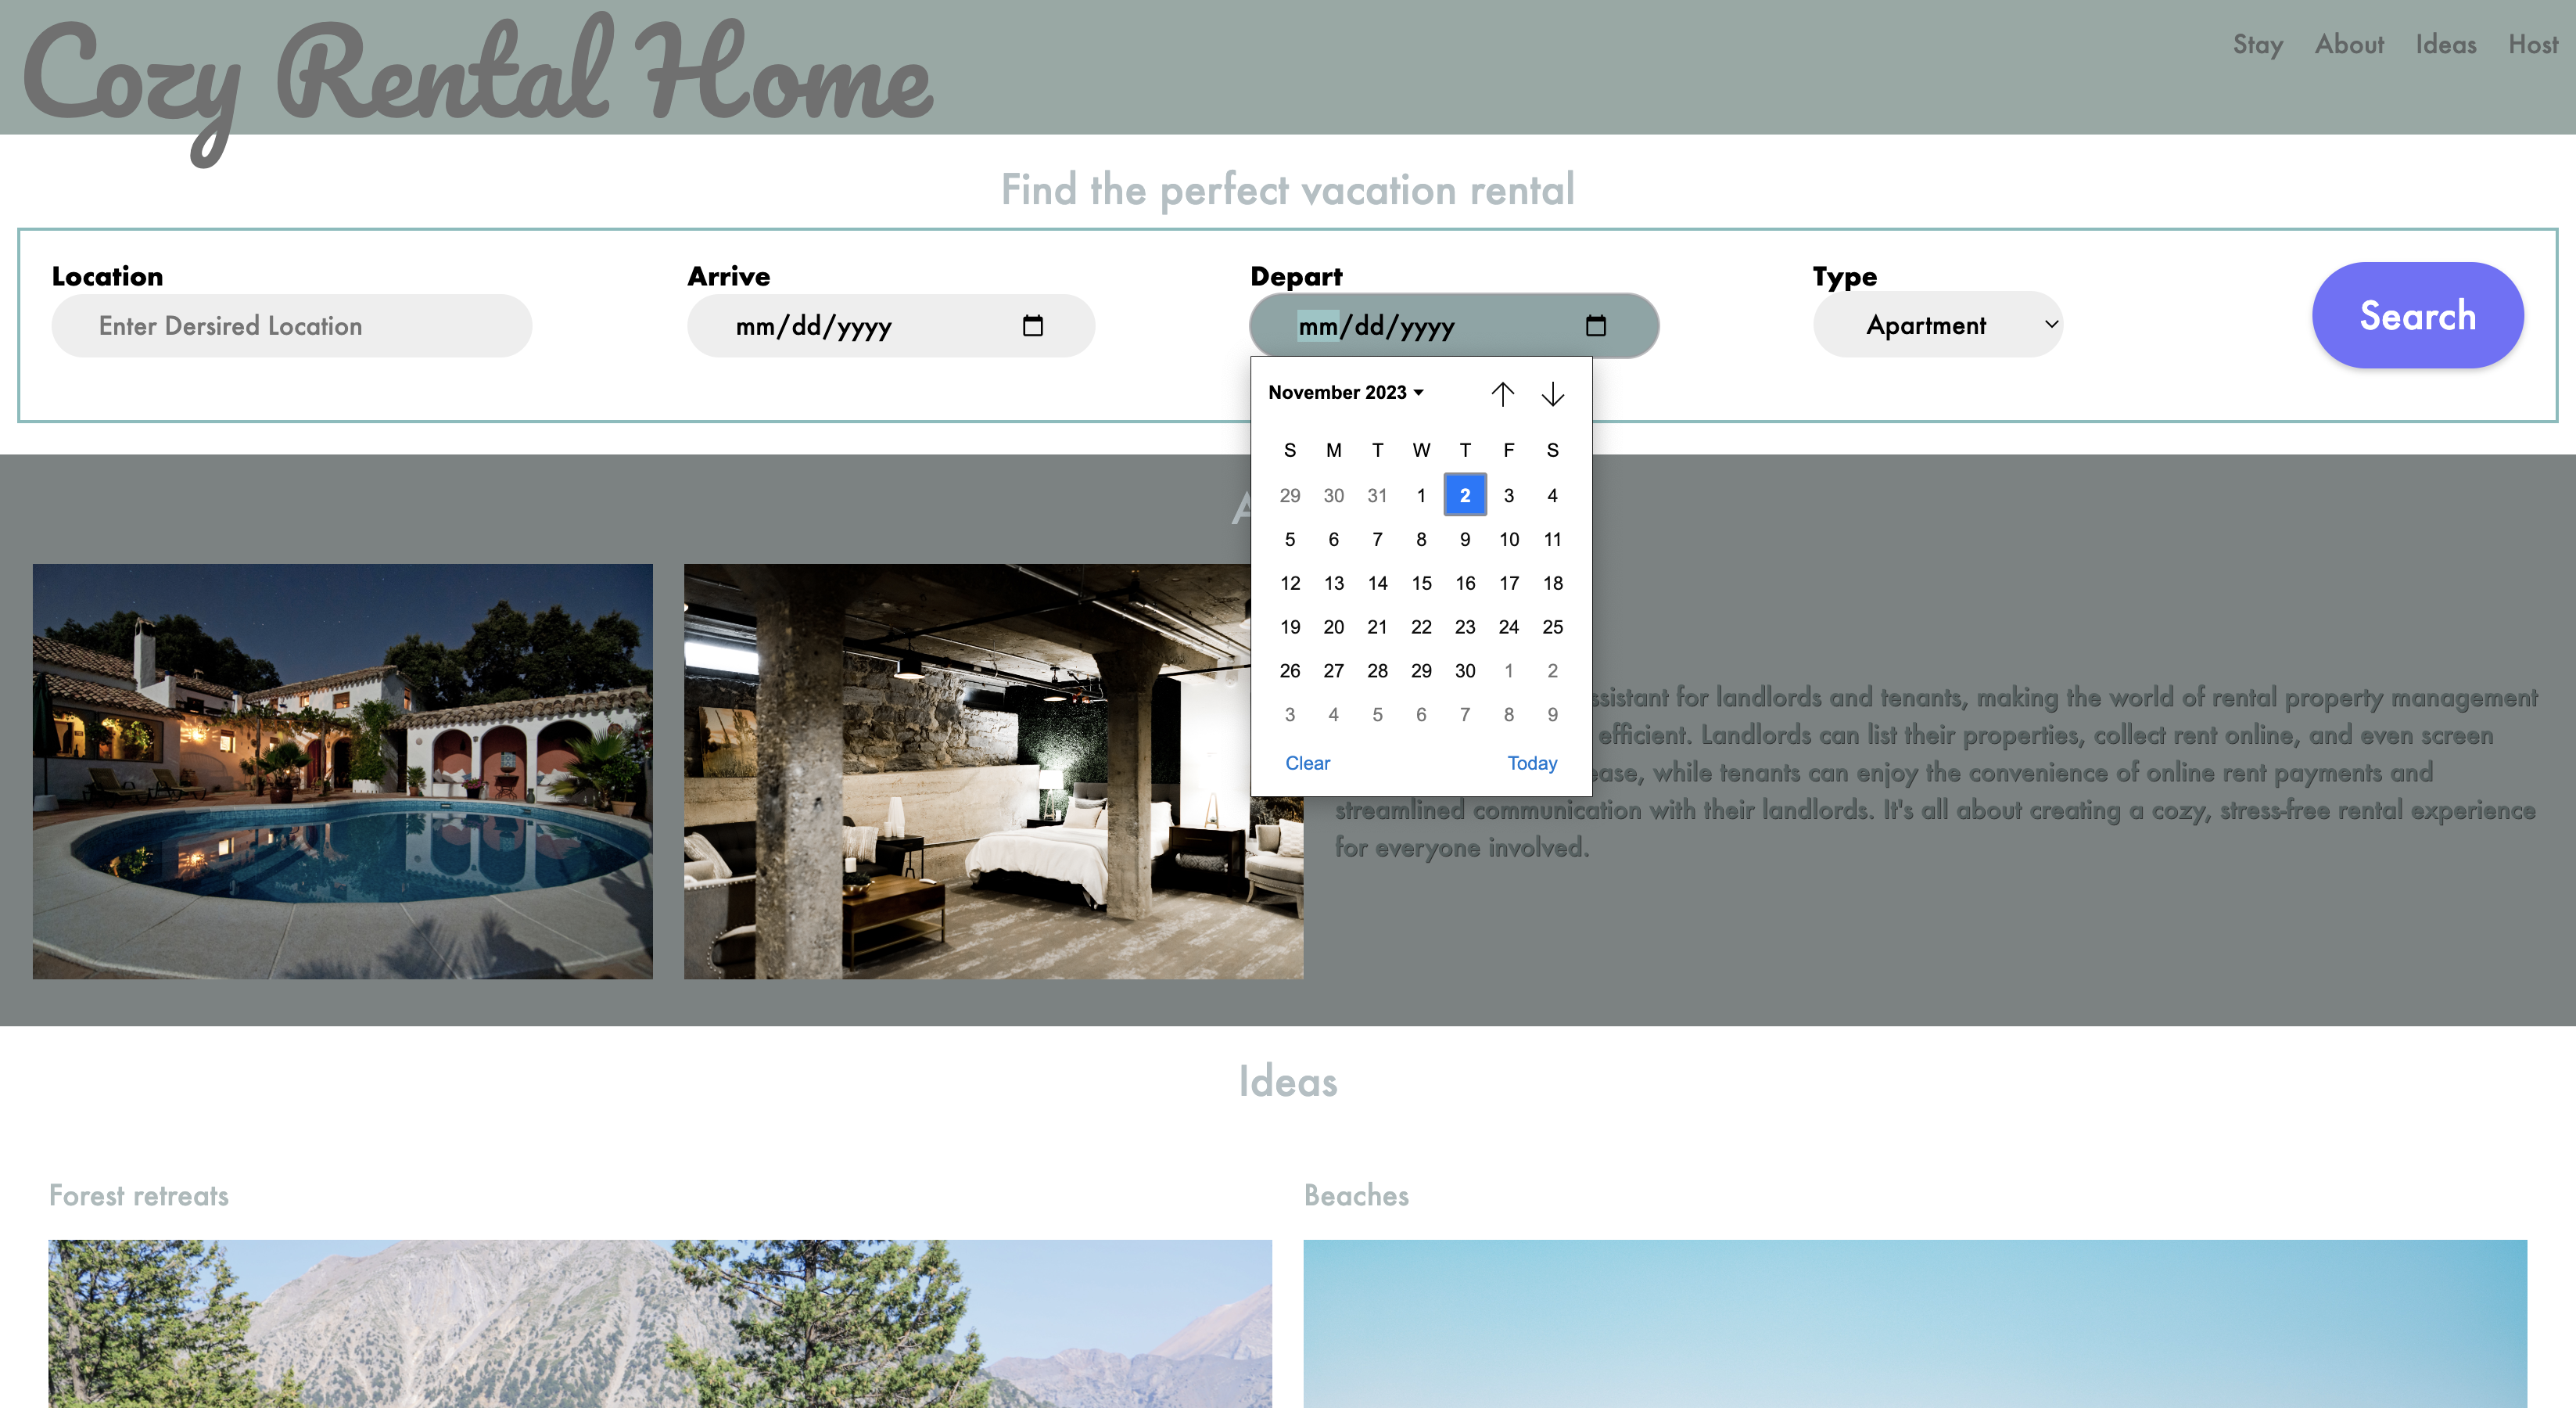 Cozy Rental Home
Stay About Ideas Host
Find the perfect vacation rental
Location
Enter Dersired Location
Arrive
mm/dd/yyyy
Depart
mm/dd/yyyy
Type
Apartment
Search
November 2023
S M T W T F S
29 30 31 1 2 3 4
5 6 7 8 9 10 11
12 13 14 15 16 17 18
19 20 21 22 23 24 25
26 27 28 29 30 1 2
3 4 5 6 7 8 9
Clear Today
for landlords and tenants, making the world of rental property management
efficient. Landlords can list their properties, collect rent online, and even screen
while tenants can enjoy the convenience of online rent payments and
streamlined communication with their landlords. It's all about creating a cozy, stress-free rental experience
for everyone involved.
Ideas
Forest retreats
Beaches